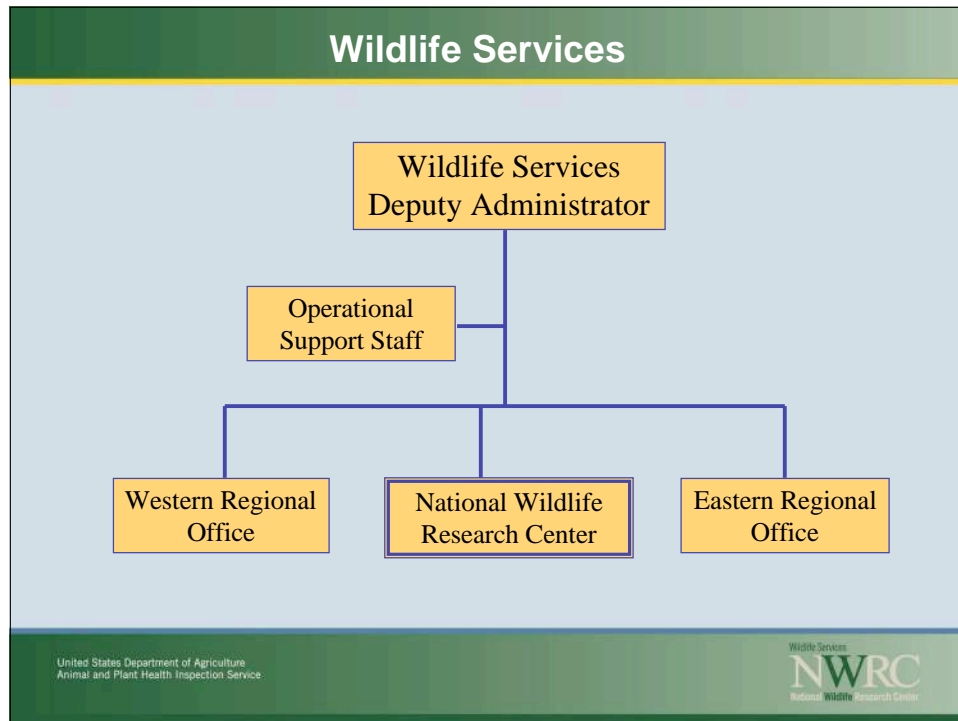 Wildlife Services
Wildlife Services
Deputy Administrator
Operational
Support Staff
Western Regional
Office
National Wildlife
Research Center
Eastern Regional
Office
United States Department of Agriculture
Animal and Plant Health Inspection Service
Wildlife Services
NWRC
National Wildlife Research Center